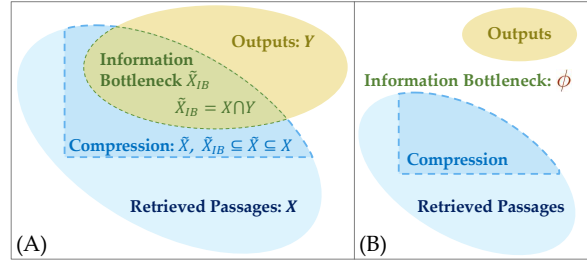 Outputs: Y
Information
Bottleneck X̃_IB
X̃_IB = X∩Y
Compression: X̃, X̃_IB ⊆ X̃ ⊆ X
Retrieved Passages: X
(A)
Outputs
Information Bottleneck: ϕ
Compression
Retrieved Passages
(B)